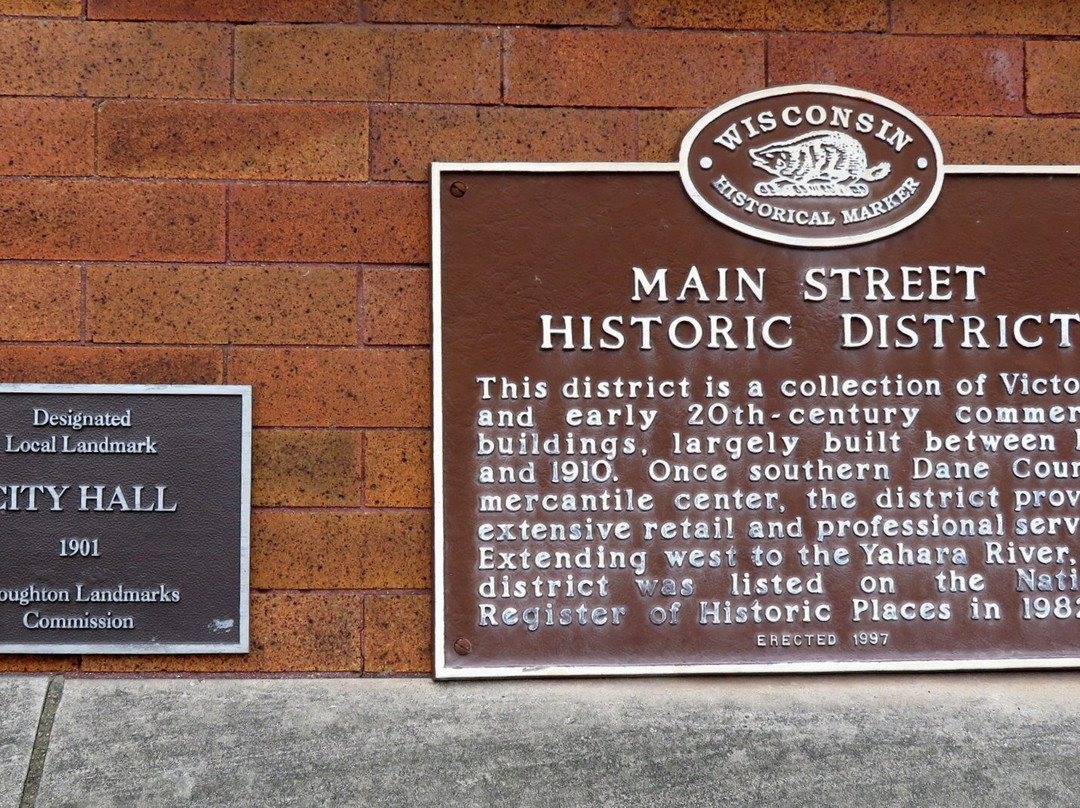 Designated
Local Landmark
CITY HALL
1901
oughton Landmarks
Commission
WISCONSIN
HISTORICAL MARKER
MAIN STREET
HISTORIC DISTRICT
This district is a collection of Victo
and early 20th-century commer
buildings, largely built between
and 1910. Once southern Dane Coun
mercantile center, the district prov
extensive retail and professional serv
Extending west to the Yahara River,
district was listed on the Nati
Register of Historic Places in 198
ERECTED 1997